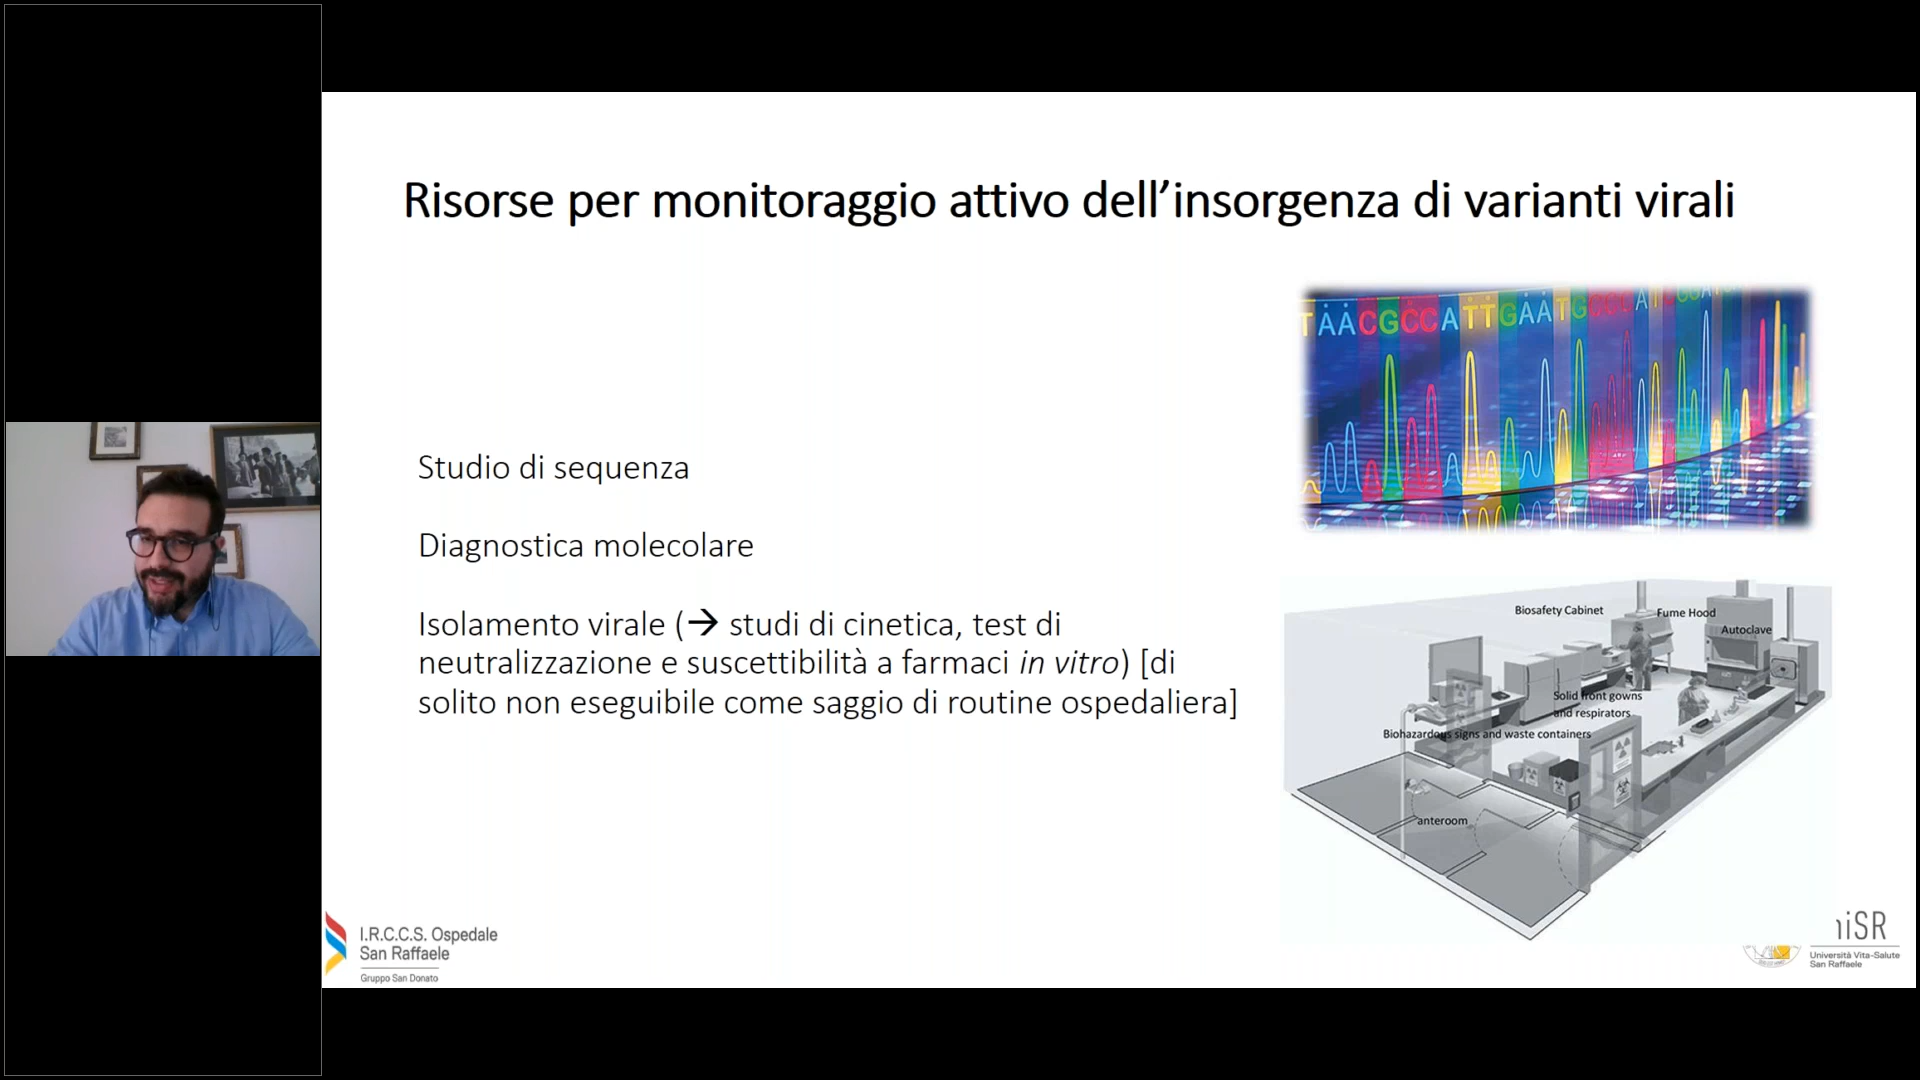 Risorse per monitoraggio attivo dell’insorgenza di varianti virali
TAACGCCATTGAATG
Studio di sequenza
Diagnostica molecolare
Isolamento virale (→ studi di cinetica, test di
neutralizzazione e suscettibilità a farmaci in vitro) [di
solito non eseguibile come saggio di routine ospedaliera]
Biosafety Cabinet
Fume Hood
Autoclave
Solid front gowns
and respirators
Biohazardous signs and waste containers
anteroom
I.R.C.C.S. Ospedale
San Raffaele
Gruppo San Donato
iSR
Università Vita-Salute
San Raffaele